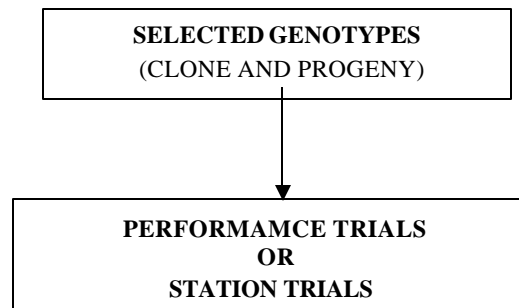 SELECTED GENOTYPES
(CLONE AND PROGENY)
PERFORMAMCE TRIALS
OR
STATION TRIALS